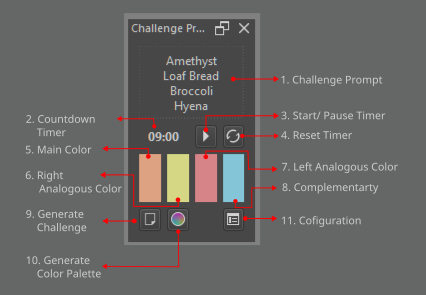 Challenge Pr...
Amethyst
Loaf Bread
Broccoli
Hyena
1. Challenge Prompt
2. Countdown
Timer
3. Start/ Pause Timer
09:00
4. Reset Timer
5. Main Color
7. Left Analogous Color
6. Right
Analogous Color
8. Complementarty
9. Generate
Challenge
11. Cofiguration
10. Generate
Color Palette